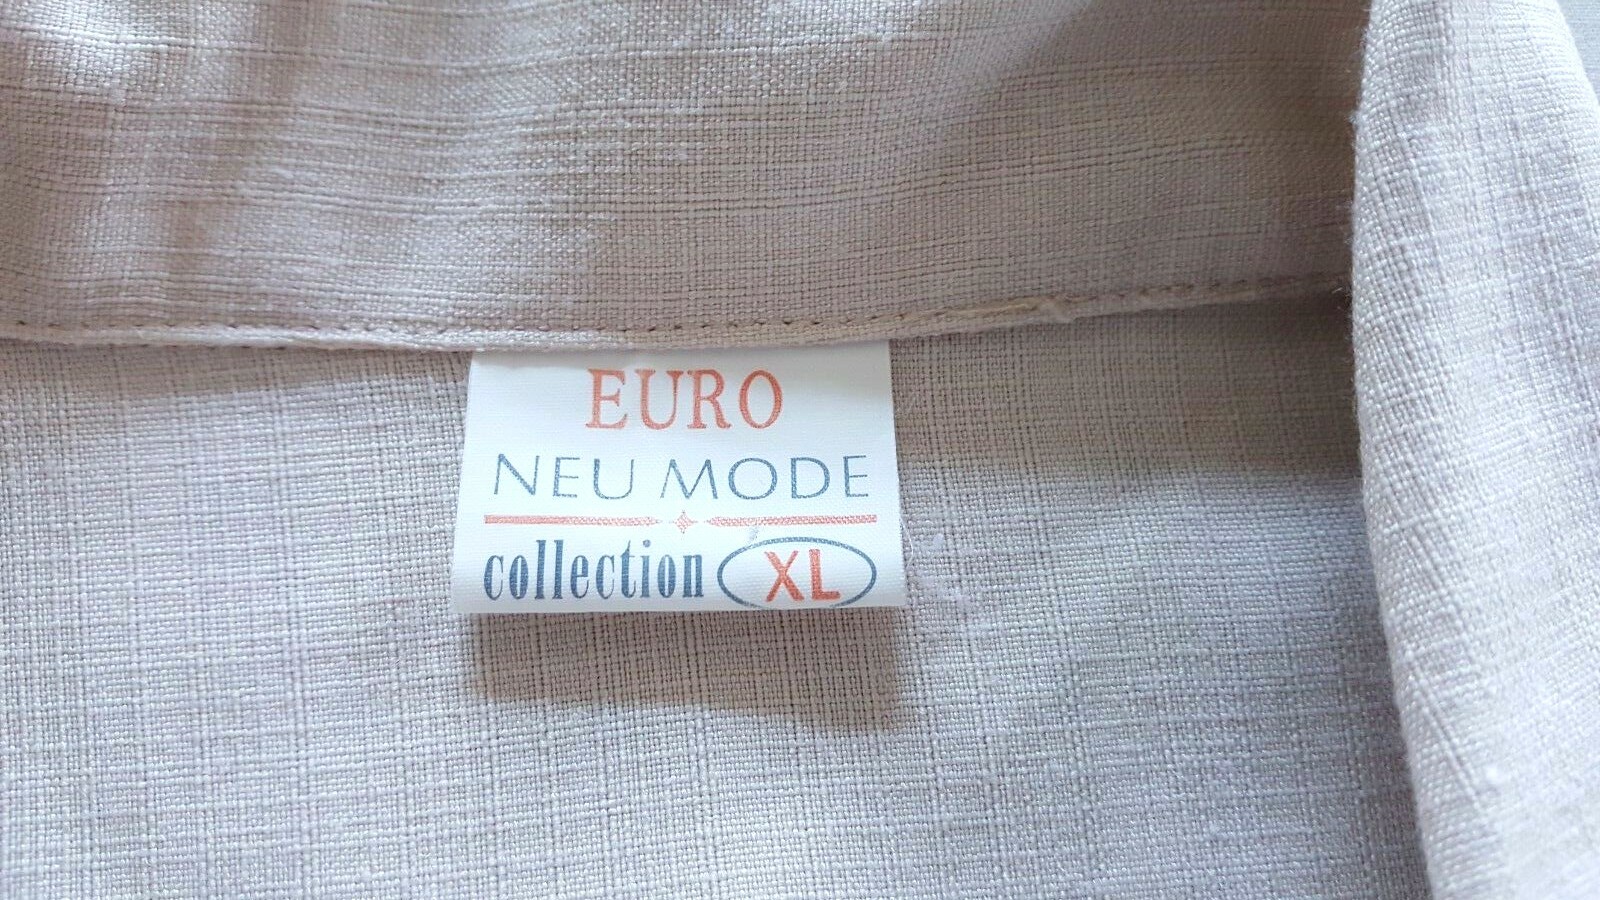 EURO
NEU MODE
collection XL